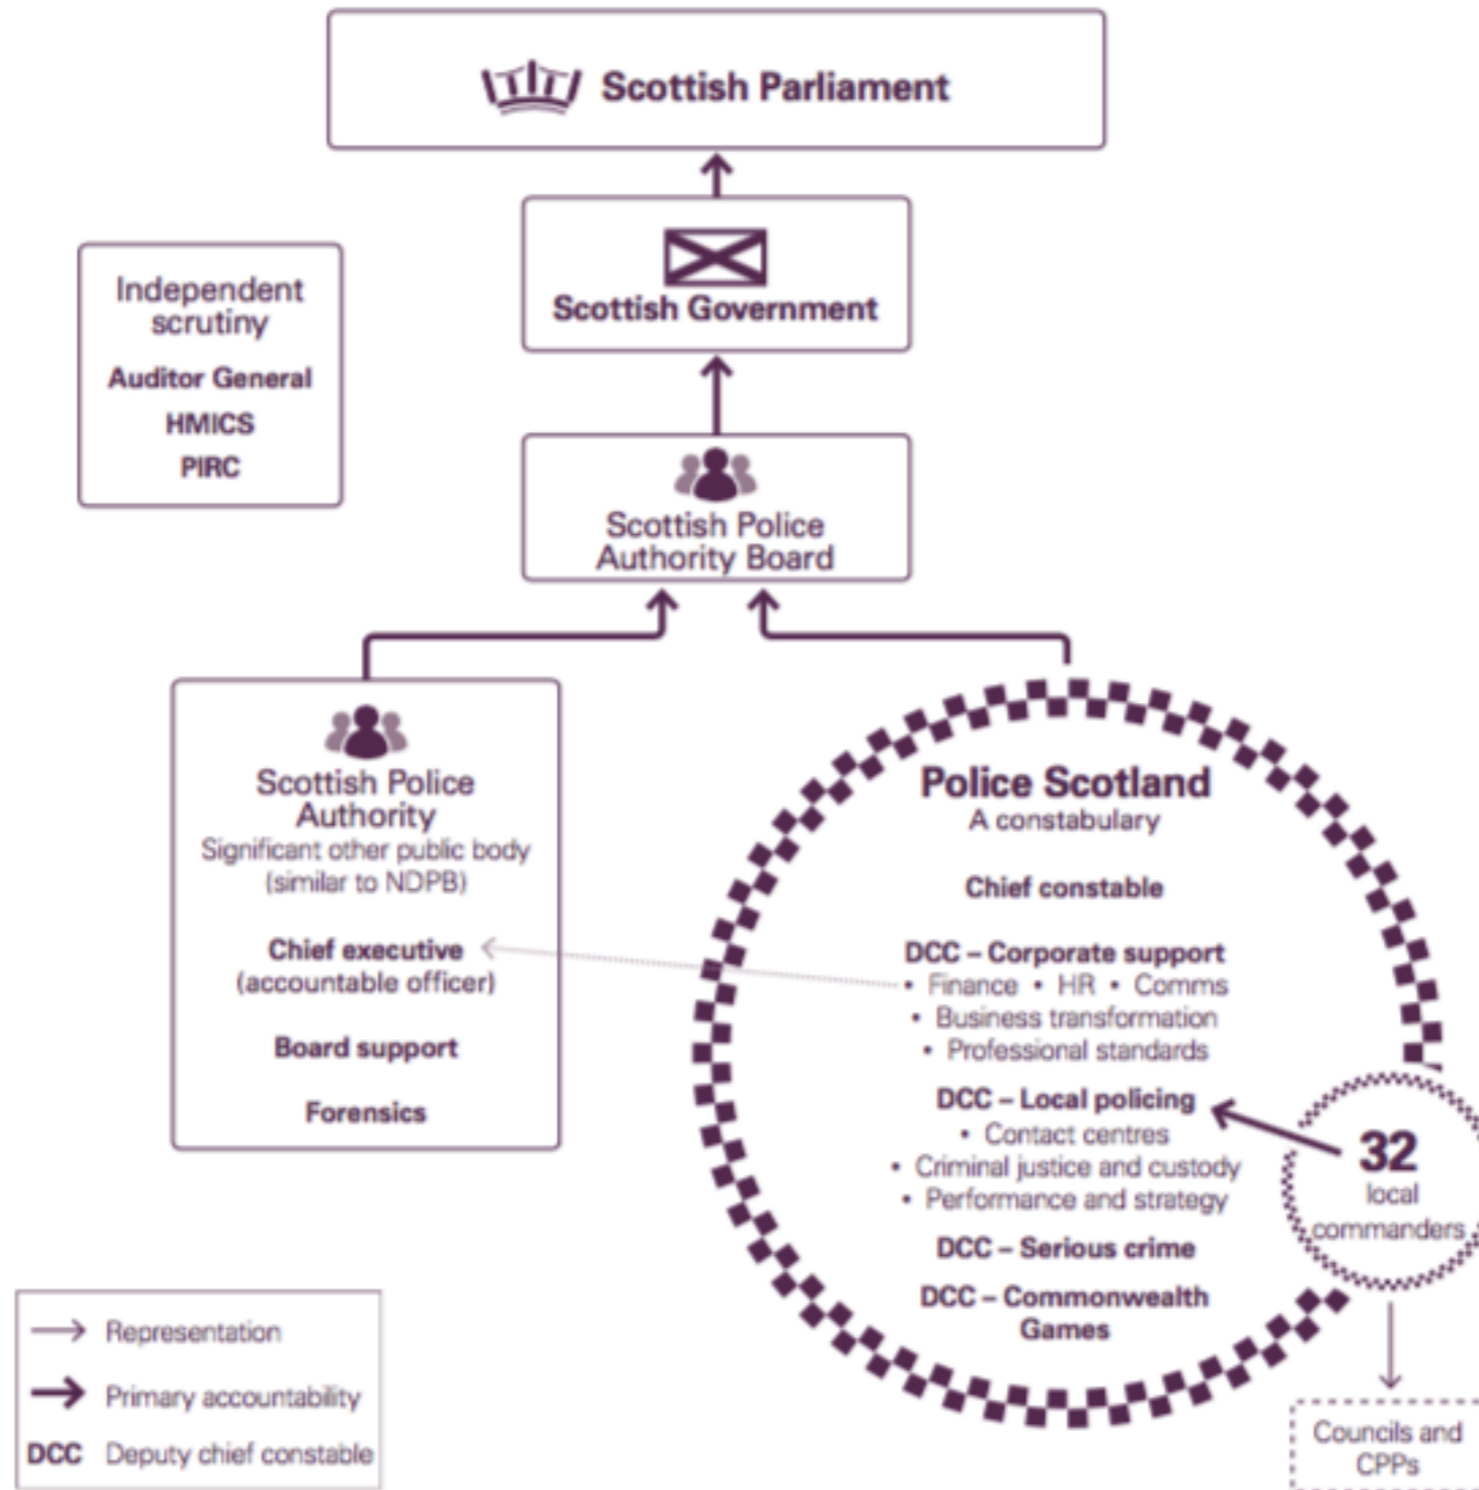 Scottish Parliament
Scottish Government
Independent
scrutiny
Auditor General
HMICS
PIRC
Scottish Police
Authority Board
Scottish Police
Authority
Significant other public body
(similar to NDPB)
Chief executive
(accountable officer)
Board support
Forensics
Police Scotland
A constabulary
Chief constable
DCC – Corporate support
• Finance • HR • Comms
• Business transformation
• Professional standards
DCC – Local policing
• Contact centres
• Criminal justice and custody
• Performance and strategy
DCC – Serious crime
DCC – Commonwealth
Games
32
local
commanders
Councils and
CPPs
Representation
Primary accountability
DCC Deputy chief constable